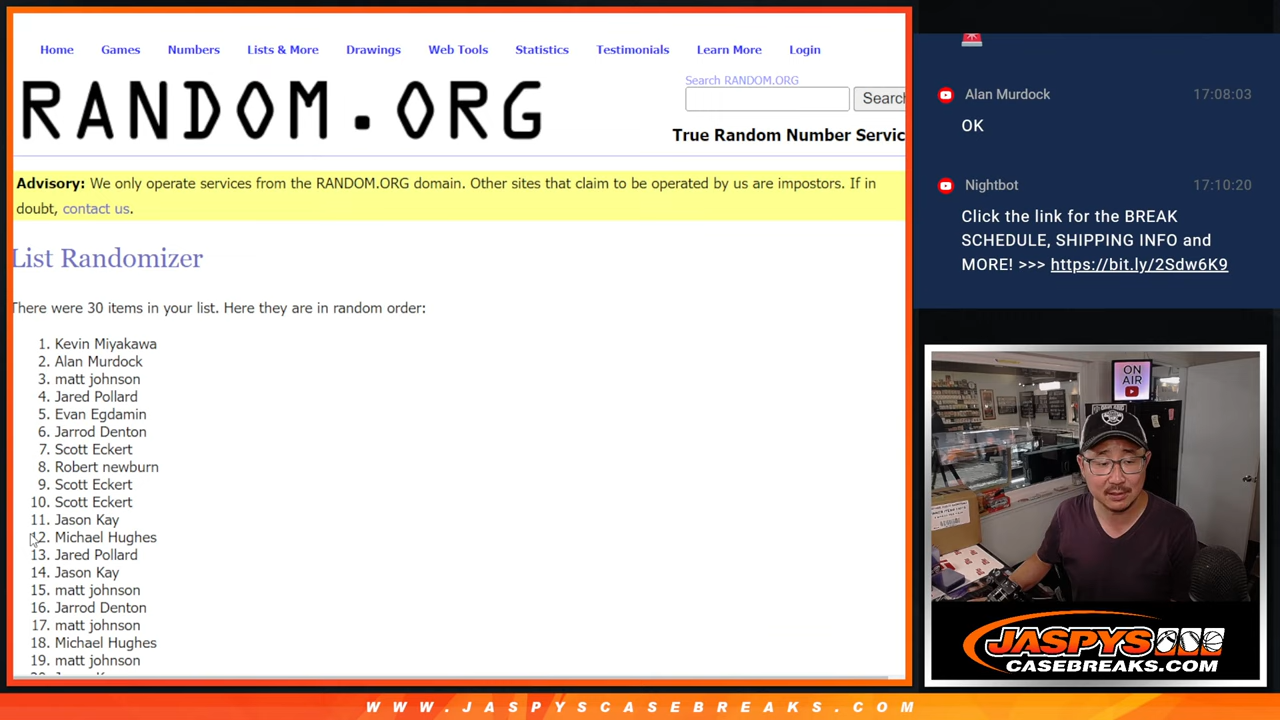 Home Games Numbers Lists & More Drawings Web Tools Statistics Testimonials Learn More Login
Search RANDOM.ORG
RANDOM.ORG
Search
True Random Number Servic
Advisory: We only operate services from the RANDOM.ORG domain. Other sites that claim to be operated by us are impostors. If in
doubt, contact us.
List Randomizer
There were 30 items in your list. Here they are in random order:
1. Kevin Miyakawa
2. Alan Murdock
3. matt johnson
4. Jared Pollard
5. Evan Egdamin
6. Jarrod Denton
7. Scott Eckert
8. Robert newburn
9. Scott Eckert
10. Scott Eckert
11. Jason Kay
12. Michael Hughes
13. Jared Pollard
14. Jason Kay
15. matt johnson
16. Jarrod Denton
17. matt johnson
18. Michael Hughes
19. matt johnson
Alan Murdock 17:08:03
OK
Nightbot 17:10:20
Click the link for the BREAK
SCHEDULE, SHIPPING INFO and
MORE! >>> https://bit.ly/2Sdw6K9
ON
AIR
JASPYS
CASEBREAKS.COM
WWW.JASPYSCASEBREAKS.COM